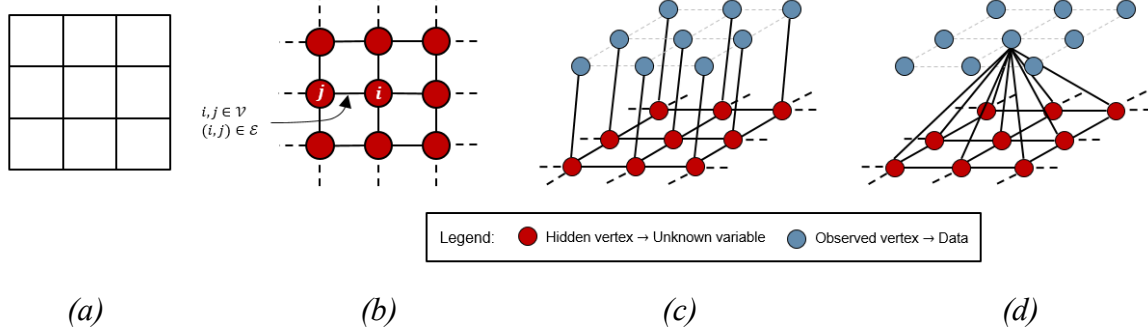 j
i
i, j ∈ 𝒱
(i, j) ∈ ℰ
Legend: Hidden vertex → Unknown variable Observed vertex → Data
(a) (b) (c) (d)